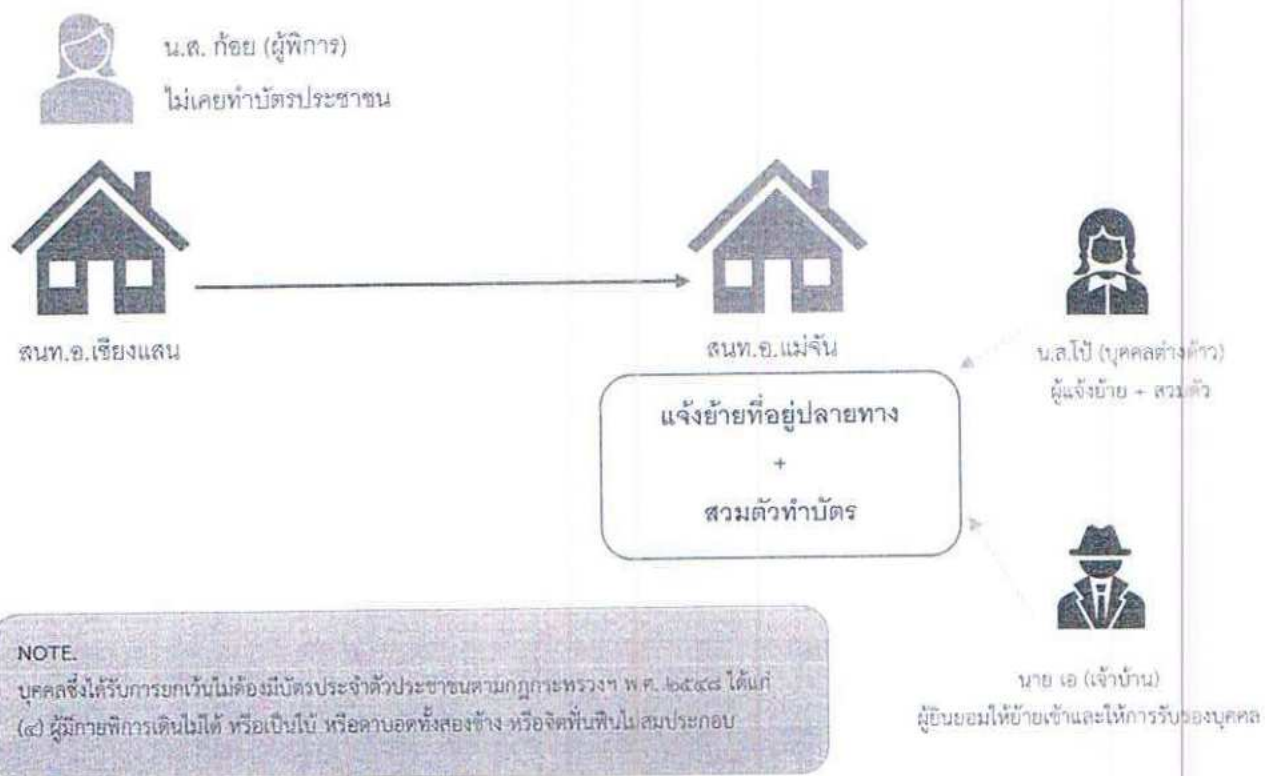 น.ส. ก้อย (ผู้พิการ)
ไม่เคยทำบัตรประชาชน
สนท.อ.เชียงแสน
สนท.อ.แม่จัน
น.ส.โป้ (บุคคลต่างด้าว)
ผู้แจ้งย้าย + สวมตัว
แจ้งย้ายที่อยู่ปลายทาง
+
สวมตัวทำบัตร
นาย เอ (เจ้าบ้าน)
ผู้ยินยอมให้ย้ายเข้าและให้การรับรองบุคคล
NOTE.
บุคคลซึ่งได้รับการยกเว้นไม่ต้องมีบัตรประจำตัวประชาชนตามกฎกระทรวงฯ พ.ศ. ๒๕๔๘ ได้แก่
(๔) ผู้มีกายพิการเดินไม่ได้ หรือเป็นใบ้ หรือตาบอดทั้งสองข้าง หรือจิตฟั่นฟือนไม่สมประกอบ